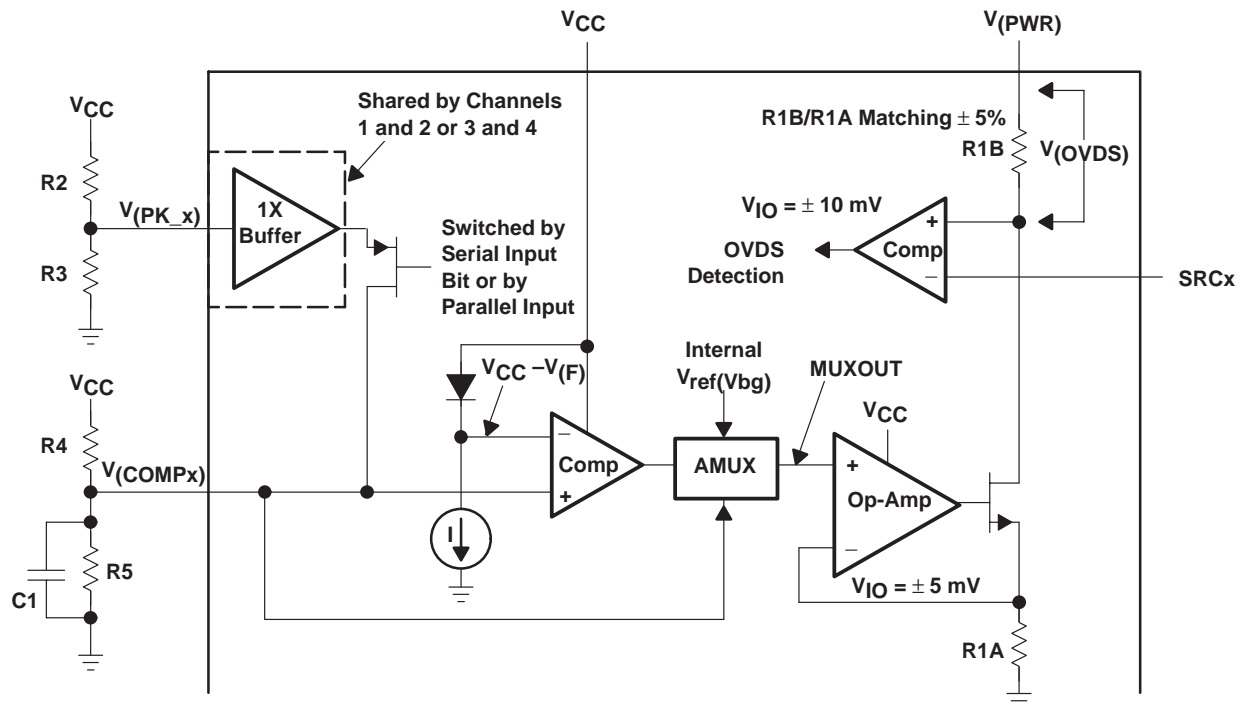 VCC
V(PWR)
VCC
R2
R3
V(PK_x)
Shared by Channels
1 and 2 or 3 and 4
1X
Buffer
Switched by
Serial Input
Bit or by
Parallel Input
R1B/R1A Matching ± 5%
R1B
V(OVDS)
VIO = ± 10 mV
+
Comp
−
OVDS
Detection
SRCx
VCC
R4
V(COMPx)
R5
C1
VCC –V(F)
I
−
Comp
+
Internal
Vref(Vbg)
AMUX
MUXOUT
VCC
+
Op-Amp
−
VIO = ± 5 mV
R1A